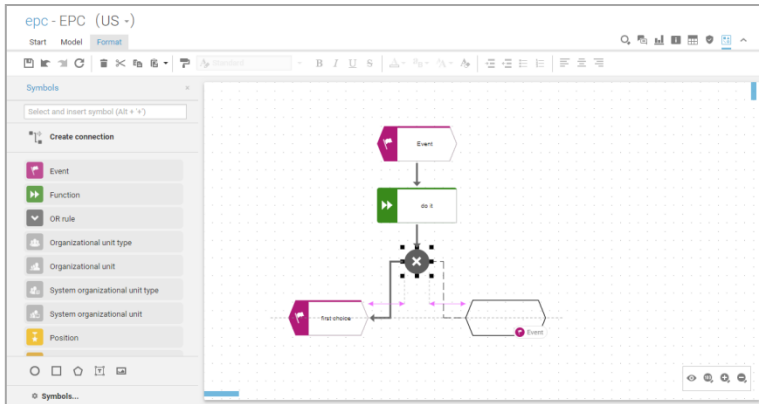 epc - EPC (US -)
Start Model Format
Standard
B I U S
Symbols
Select and insert symbol (Alt + '+')
Create connection
Event
Function
OR rule
Organizational unit type
Organizational unit
System organizational unit type
System organizational unit
Position
Symbols...
Event
do it
first choice
Event